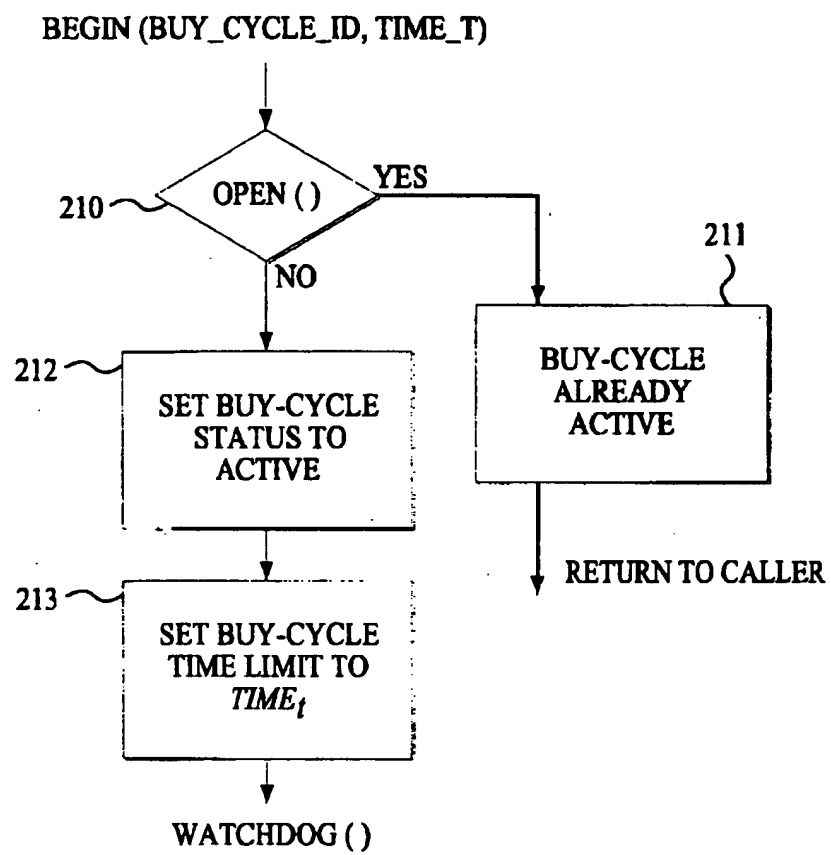 BEGIN (BUY_CYCLE_ID, TIME_T)
OPEN ( )
YES
210
NO
211
212
SET BUY-CYCLE
STATUS TO
ACTIVE
BUY-CYCLE
ALREADY
ACTIVE
RETURN TO CALLER
213
SET BUY-CYCLE
TIME LIMIT TO
TIMEt
WATCHDOG ( )